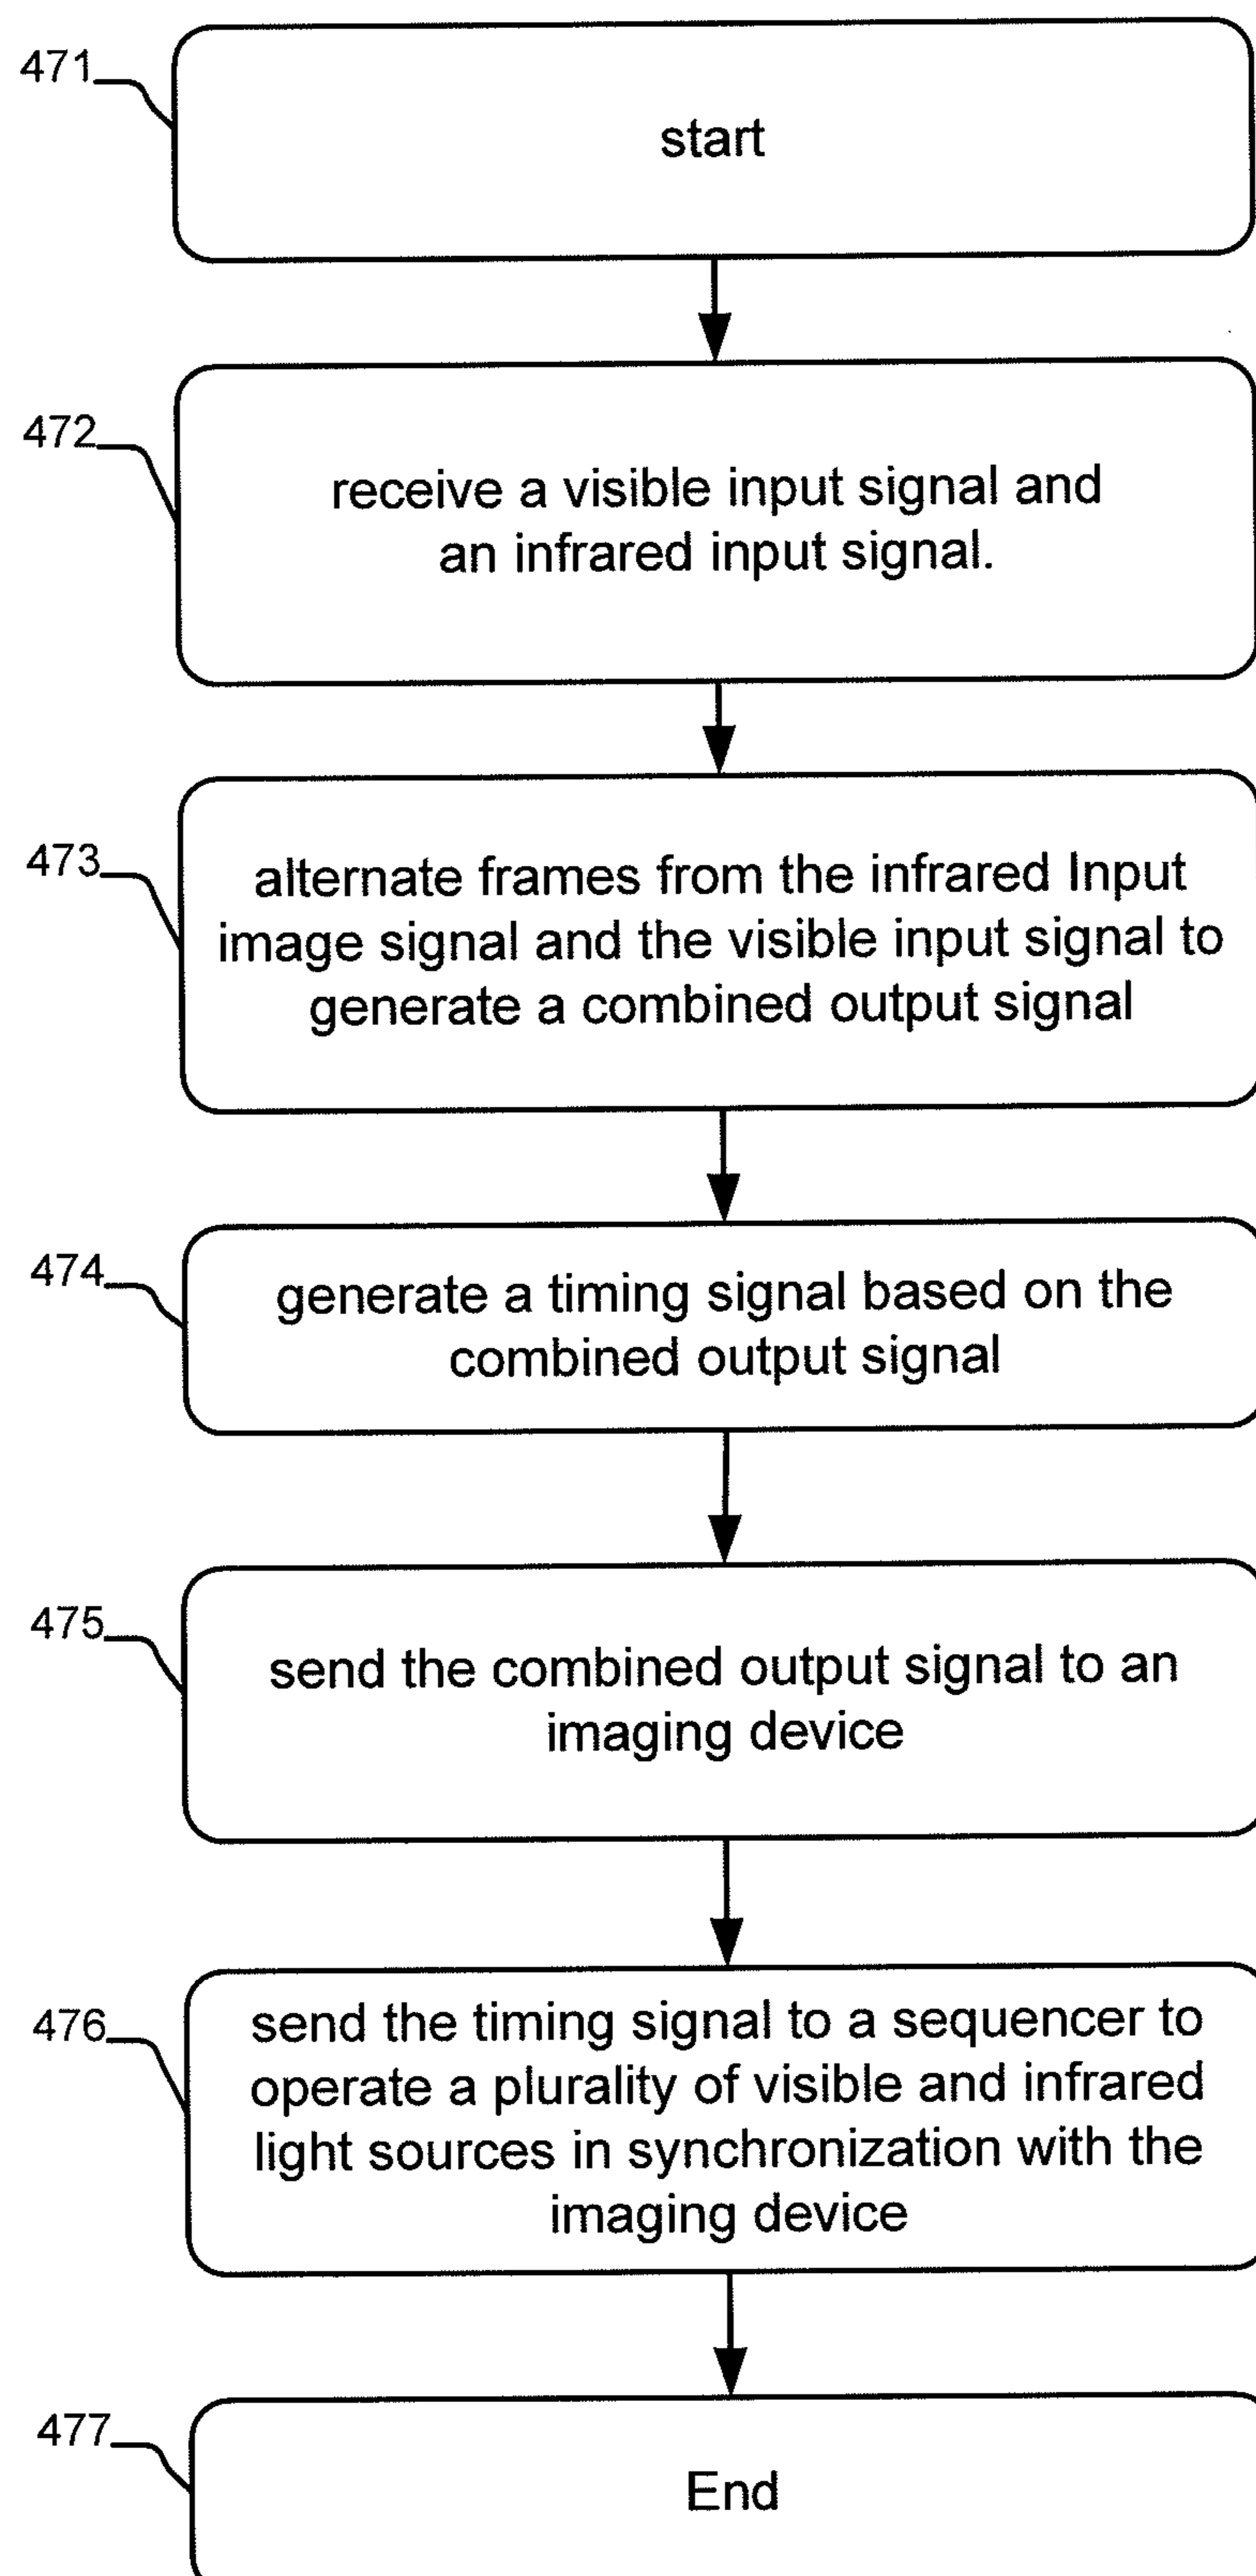 471
start
472
receive a visible input signal and
an infrared input signal.
473
alternate frames from the infrared Input
image signal and the visible input signal to
generate a combined output signal
474
generate a timing signal based on the
combined output signal
475
send the combined output signal to an
imaging device
476
send the timing signal to a sequencer to
operate a plurality of visible and infrared
light sources in synchronization with the
imaging device
477
End